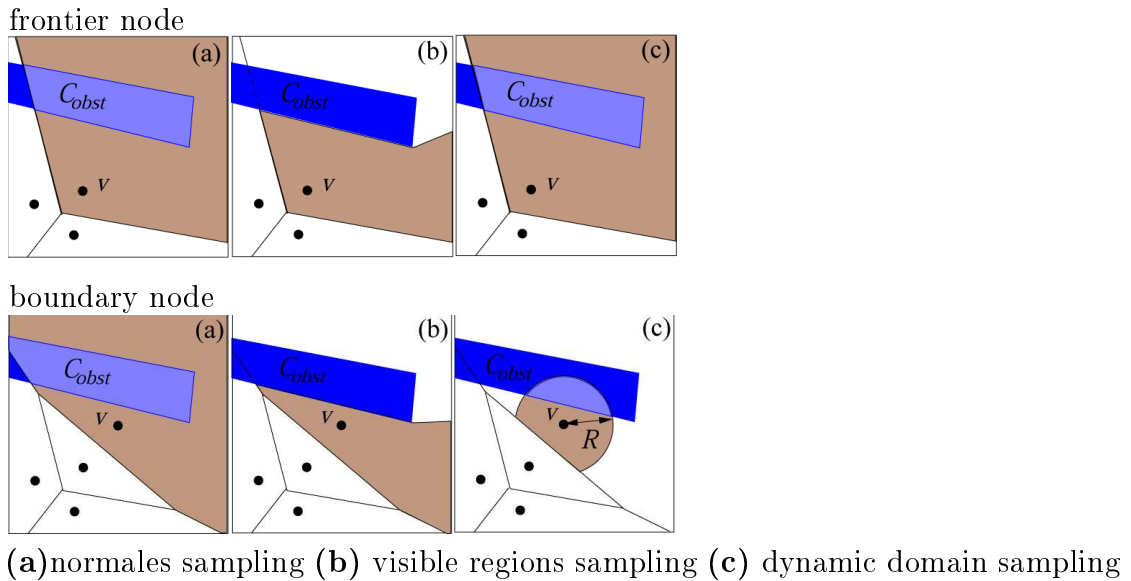 frontier node
(a) (b) (c)
C_obst C_obst C_obst
v v v
boundary node
(a) (b) (c)
C_obst C_obst C_obst
v v v
R
(a)normales sampling (b) visible regions sampling (c) dynamic domain sampling